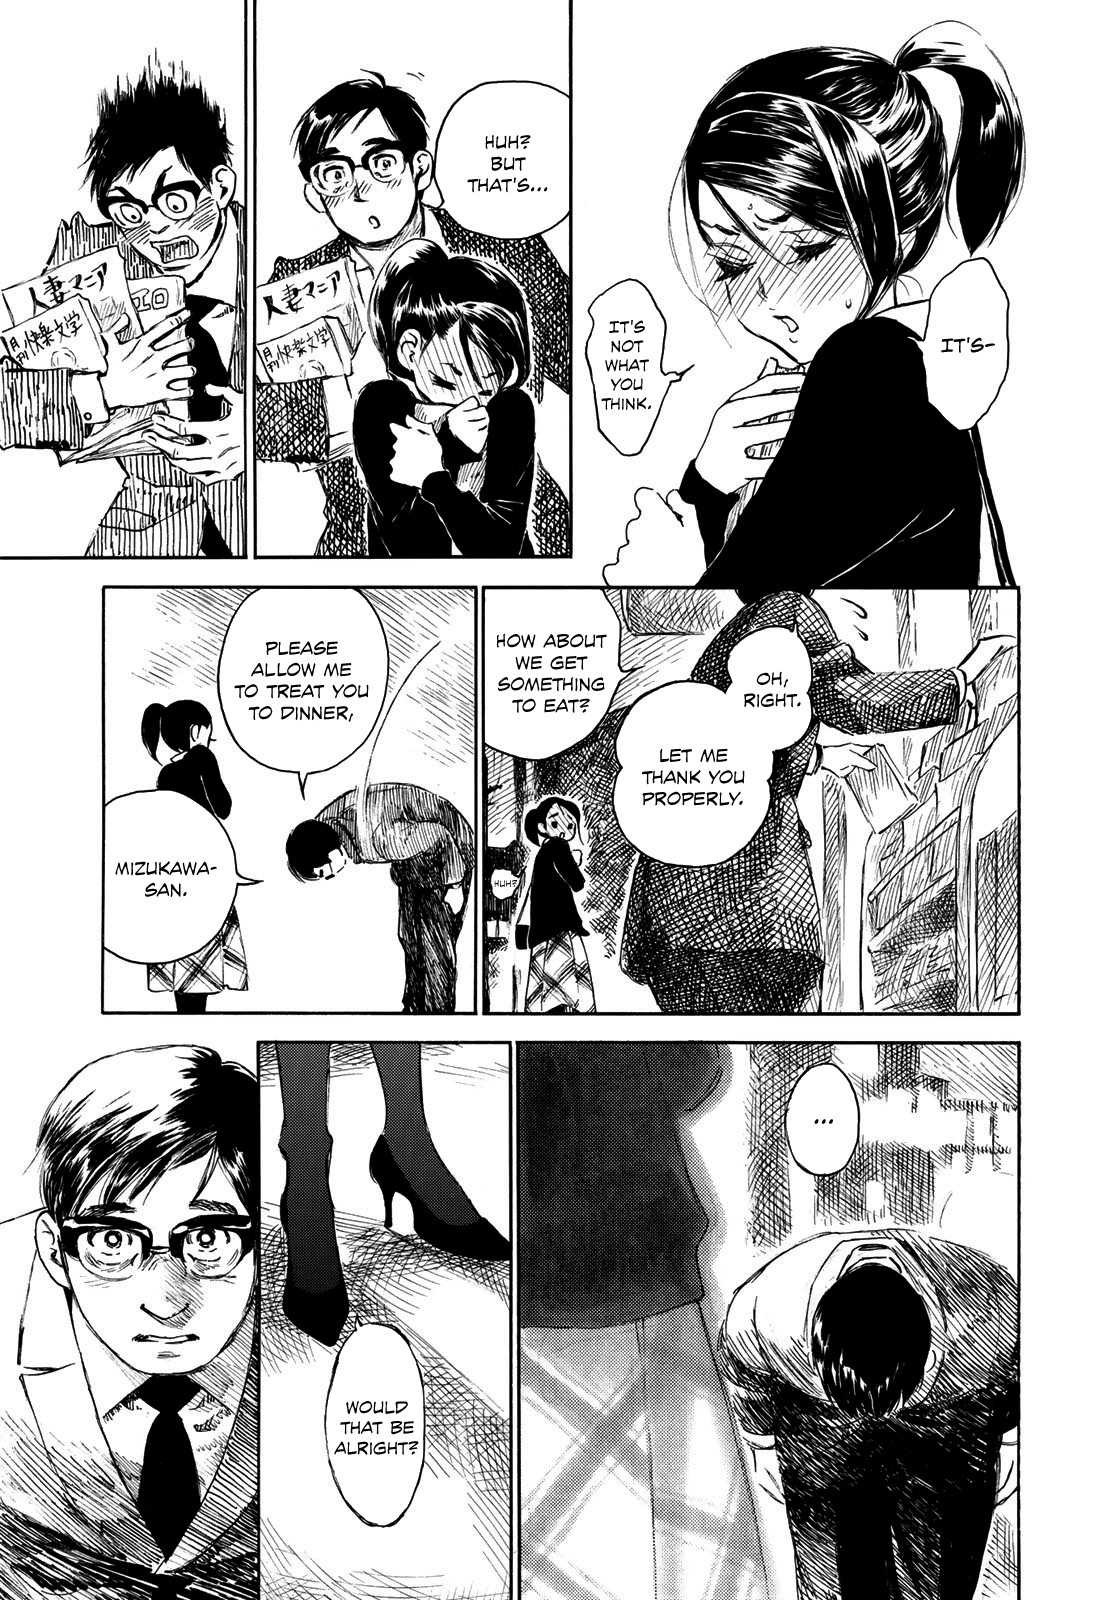 IT'S-
IT'S
NOT
WHAT
YOU
THINK.
HUH?
BUT
THAT'S...
人妻マニア
月刊 快楽文学
エロ
人妻マニア
月刊 快楽文学
OH,
RIGHT.
LET ME
THANK YOU
PROPERLY.
HOW ABOUT
WE GET
SOMETHING
TO EAT?
HUH?
PLEASE
ALLOW ME
TO TREAT YOU
TO DINNER,
MIZUKAWA-
SAN.
...
WOULD
THAT BE
ALRIGHT?